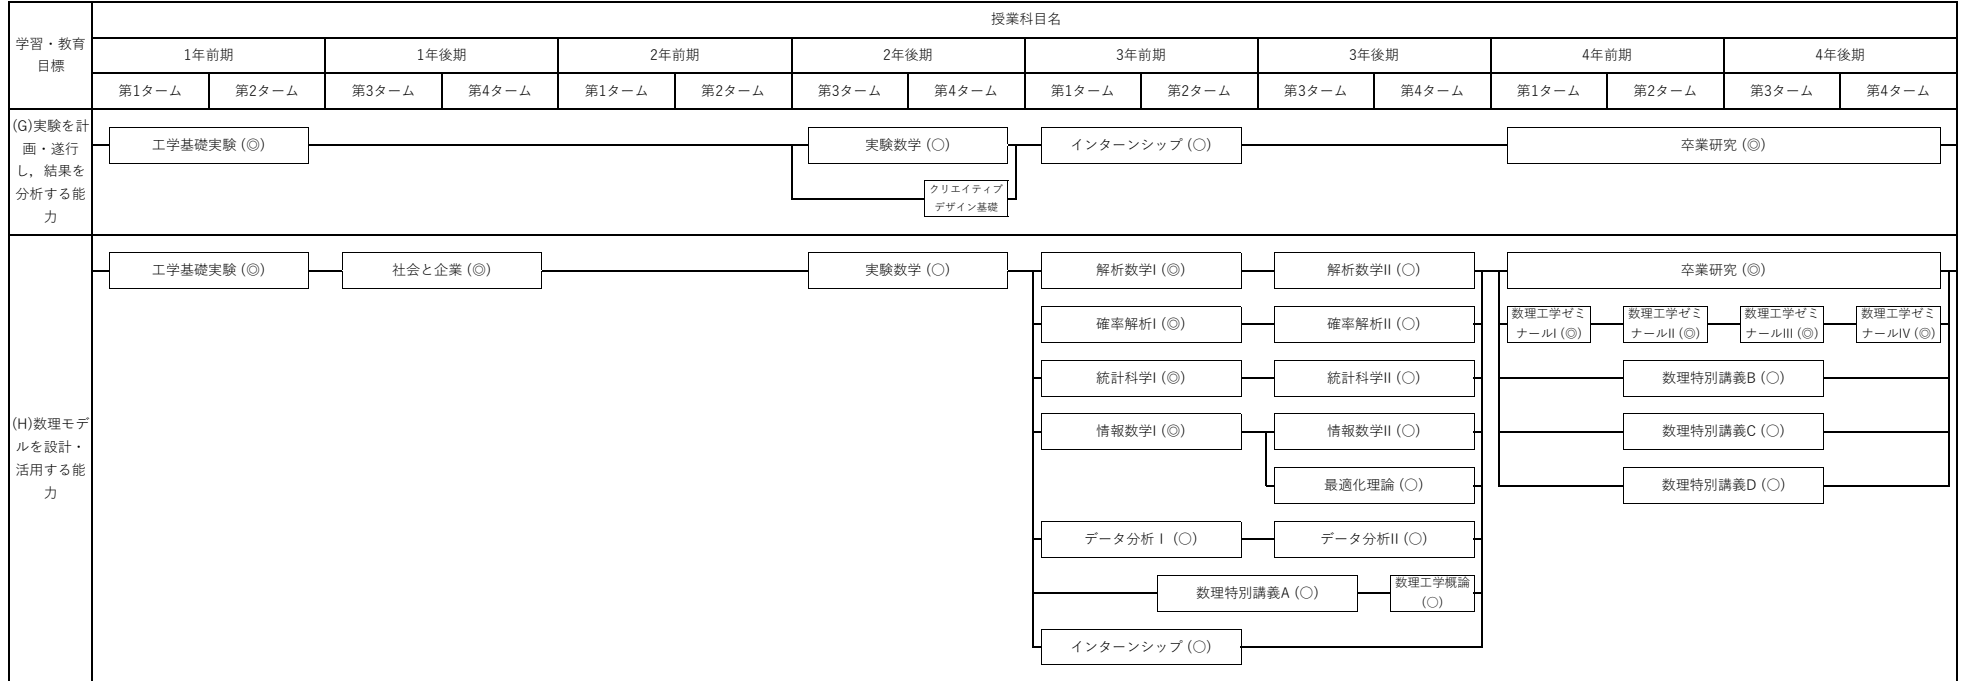 授業科目名
学習・教育
目標
1年前期
1年後期
2年前期
2年後期
3年前期
3年後期
4年前期
4年後期
第1ターム
第2ターム
第3ターム
第4ターム
第1ターム
第2ターム
第3ターム
第4ターム
第1ターム
第2ターム
第3ターム
第4ターム
第1ターム
第2ターム
第3ターム
第4ターム
(G)実験を計
画・遂行
し，結果を
分析する能
力
工学基礎実験 (◎)
実験数学 (〇)
インターンシップ (〇)
卒業研究 (◎)
クリエイティブ
デザイン基礎
(H)数理モデ
ルを設計・
活用する能
力
工学基礎実験 (◎)
社会と企業 (◎)
実験数学 (〇)
解析数学I (◎)
解析数学II (〇)
卒業研究 (◎)
確率解析I (◎)
確率解析II (〇)
数理工学ゼミ
ナールI (◎)
数理工学ゼミ
ナールII (◎)
数理工学ゼミ
ナールIII (◎)
数理工学ゼミ
ナールIV (◎)
統計科学I (◎)
統計科学II (〇)
数理特別講義B (〇)
情報数学I (◎)
情報数学II (〇)
数理特別講義C (〇)
最適化理論 (〇)
数理特別講義D (〇)
データ分析Ｉ (〇)
データ分析II (〇)
数理特別講義A (〇)
数理工学概論
(〇)
インターンシップ (〇)